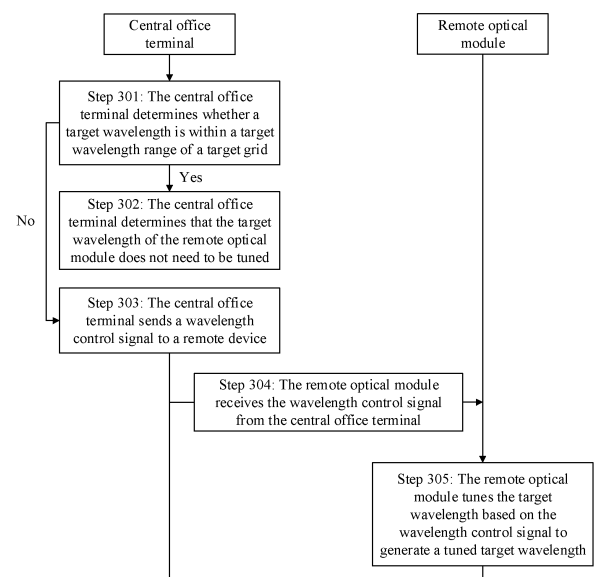 Central office
terminal
Remote optical
module
Step 301: The central office
terminal determines whether a
target wavelength is within a target
wavelength range of a target grid
Yes
No
Step 302: The central office
terminal determines that the target
wavelength of the remote optical
module does not need to be tuned
Step 303: The central office
terminal sends a wavelength
control signal to a remote device
Step 304: The remote optical module
receives the wavelength control signal
from the central office terminal
Step 305: The remote optical
module tunes the target
wavelength based on the
wavelength control signal to
generate a tuned target wavelength